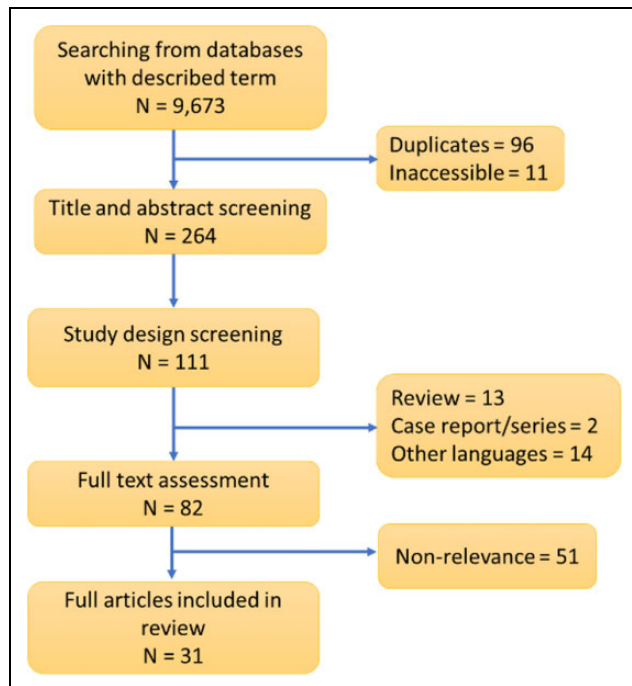 Searching from databases
with described term
N = 9,673
Duplicates = 96
Inaccessible = 11
Title and abstract screening
N = 264
Study design screening
N = 111
Review = 13
Case report/series = 2
Other languages = 14
Full text assessment
N = 82
Non-relevance = 51
Full articles included in
review
N = 31